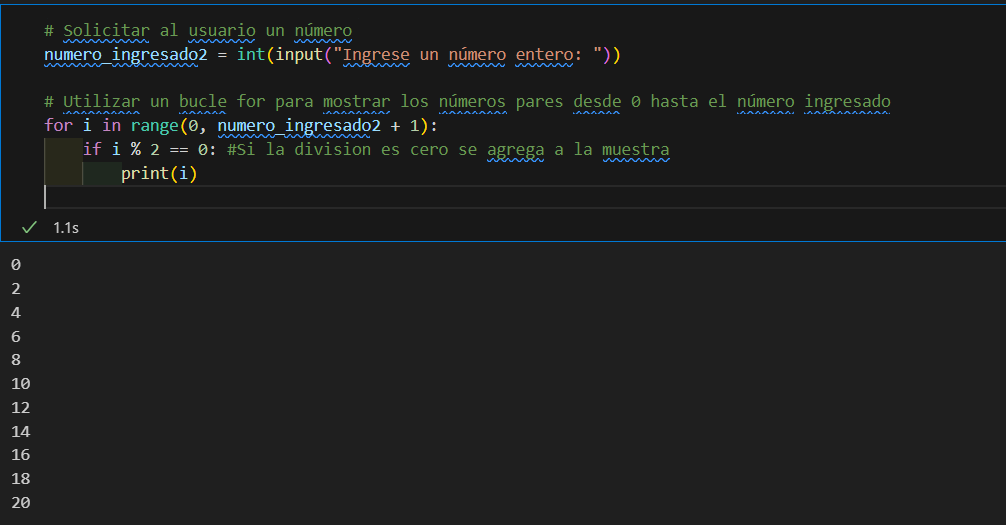 # Solicitar al usuario un número
numero_ingresado2 = int(input("Ingrese un número entero: "))
# Utilizar un bucle for para mostrar los números pares desde 0 hasta el número ingresado
for i in range(0, numero_ingresado2 + 1):
    if i % 2 == 0: #Si la division es cero se agrega a la muestra
        print(i)
1.1s
0
2
4
6
8
10
12
14
16
18
20